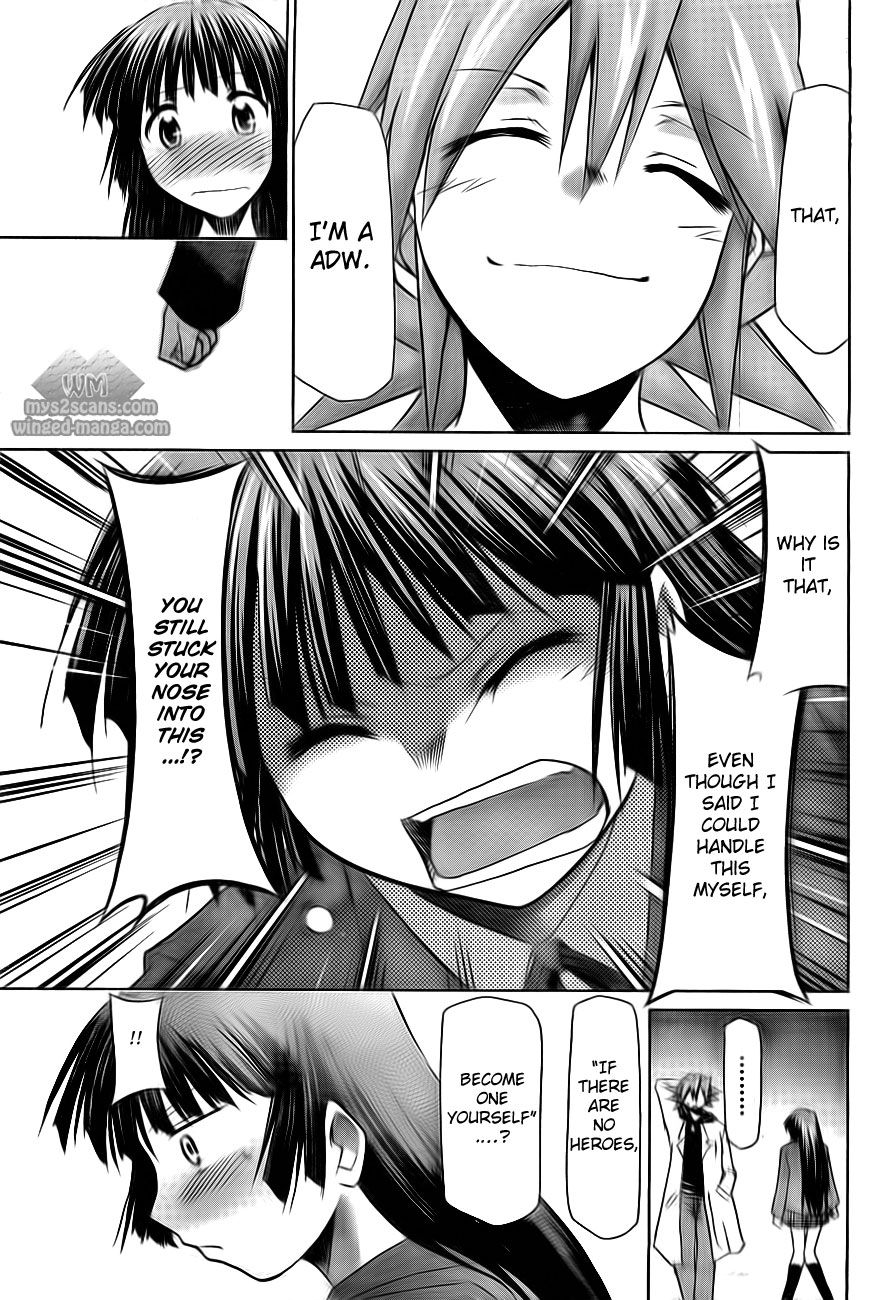 THAT,
I'M A
ADW.
WM
mys2scans.com
winged-manga.com
WHY IS
IT
THAT,
EVEN
THOUGH I
SAID I
COULD
HANDLE
THIS
MYSELF,
YOU
STILL
STUCK
YOUR
NOSE
INTO
THIS
...!?
........
"IF
THERE
ARE
NO
HEROES,
BECOME
ONE
YOURSELF"
....?
!!